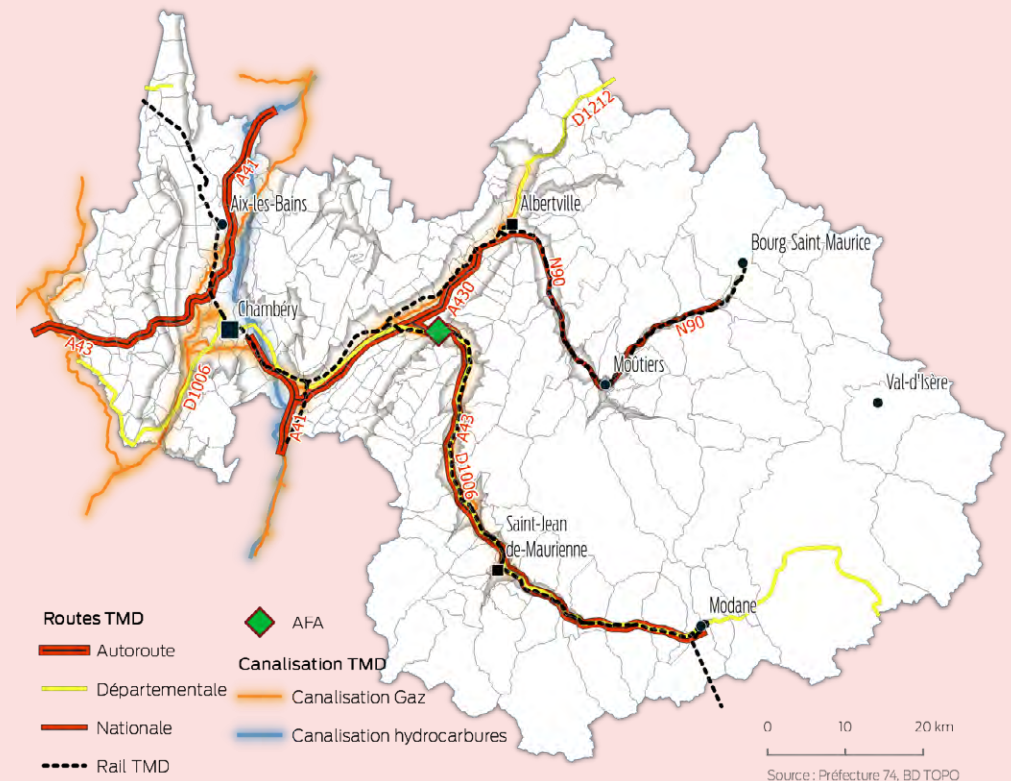 D1212
A41
Aix-les-Bains
Albertville
Bourg Saint Maurice
N90
A430
Chambéry
N90
A43
D1006
Moûtiers
Val-d'Isère
A41
A43
D1006
Saint-Jean
de-Maurienne
Modane
Routes TMD
Autoroute
Départementale
Nationale
Rail TMD
AFA
Canalisation TMD
Canalisation Gaz
Canalisation hydrocarbures
0 10 20 km
Source : Préfecture 74, BD TOPO